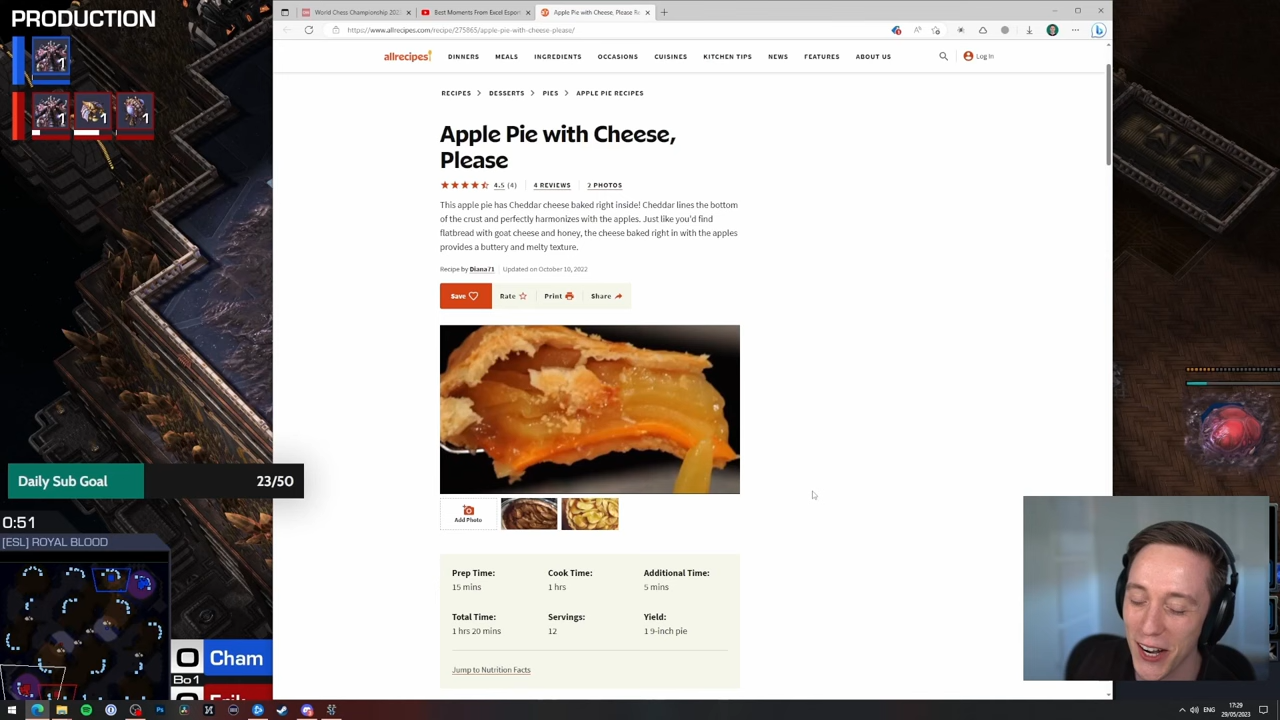 PRODUCTION
1
1
1
1
World Chess Championship 202
Best Moments From Excel Esport
Apple Pie with Cheese, Please Re
https://www.allrecipes.com/recipe/275865/apple-pie-with-cheese-please/
allrecipes
DINNERS MEALS INGREDIENTS OCCASIONS CUISINES KITCHEN TIPS NEWS FEATURES ABOUT US
Log In
RECIPES > DESSERTS > PIES > APPLE PIE RECIPES
Apple Pie with Cheese,
Please
4.5 (4) 4 REVIEWS 2 PHOTOS
This apple pie has Cheddar cheese baked right inside! Cheddar lines the bottom
of the crust and perfectly harmonizes with the apples. Just like you'd find
flatbread with goat cheese and honey, the cheese baked right in with the apples
provides a buttery and melty texture.
Recipe by Diana71 Updated on October 10, 2022
Save Rate Print Share
Add Photo
Prep Time: Cook Time: Additional Time:
15 mins 1 hrs 5 mins
Total Time: Servings: Yield:
1 hrs 20 mins 12 1 9-inch pie
Jump to Nutrition Facts
Daily Sub Goal 23/50
0:51
[ESL] ROYAL BLOOD
0 Cham
Bo1
17:29
29/05/2023